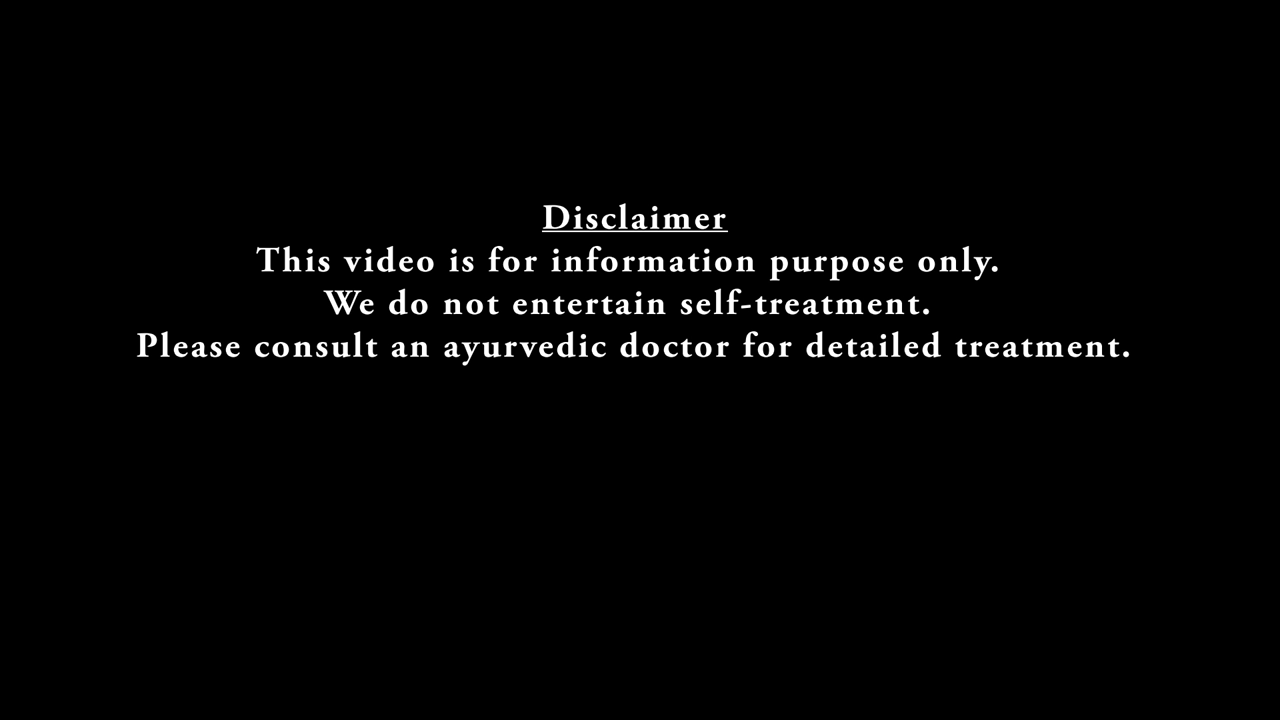 Disclaimer
This video is for information purpose only.
We do not entertain self-treatment.
Please consult an ayurvedic doctor for detailed treatment.